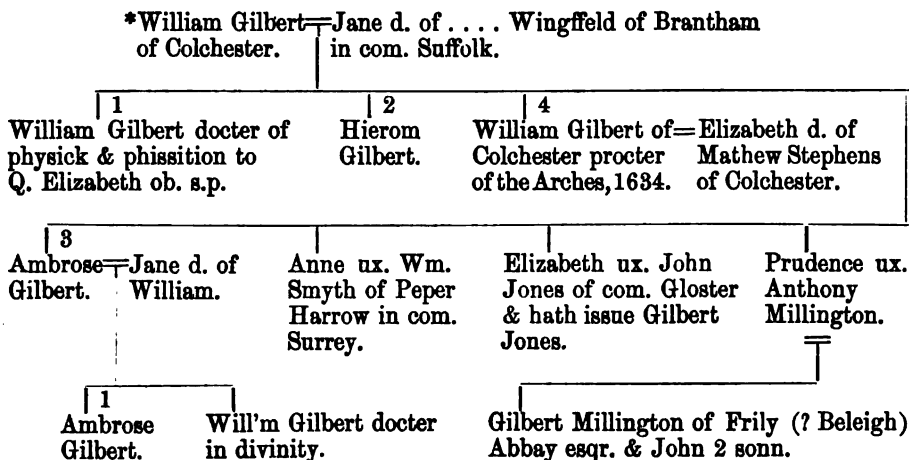 *William Gilbert=Jane d. of .... Wingffeld of Brantham
of Colchester. in com. Suffolk.
1
William Gilbert docter of
physick & phissition to
Q. Elizabeth ob. s.p.
2
Hierom
Gilbert.
4
William Gilbert of=Elizabeth d. of
Colchester procter Mathew Stephens
of the Arches, 1634. of Colchester.
3
Ambrose=Jane d. of
Gilbert. William.
Anne ux. Wm.
Smyth of Peper
Harrow in com.
Surrey.
Elizabeth ux. John
Jones of com. Gloster
& hath issue Gilbert
Jones.
Prudence ux.
Anthony
Millington.
1
Ambrose
Gilbert.
Will'm Gilbert docter
in divinity.
Gilbert Millington of Frily (? Beleigh)
Abbay esqr. & John 2 sonn.